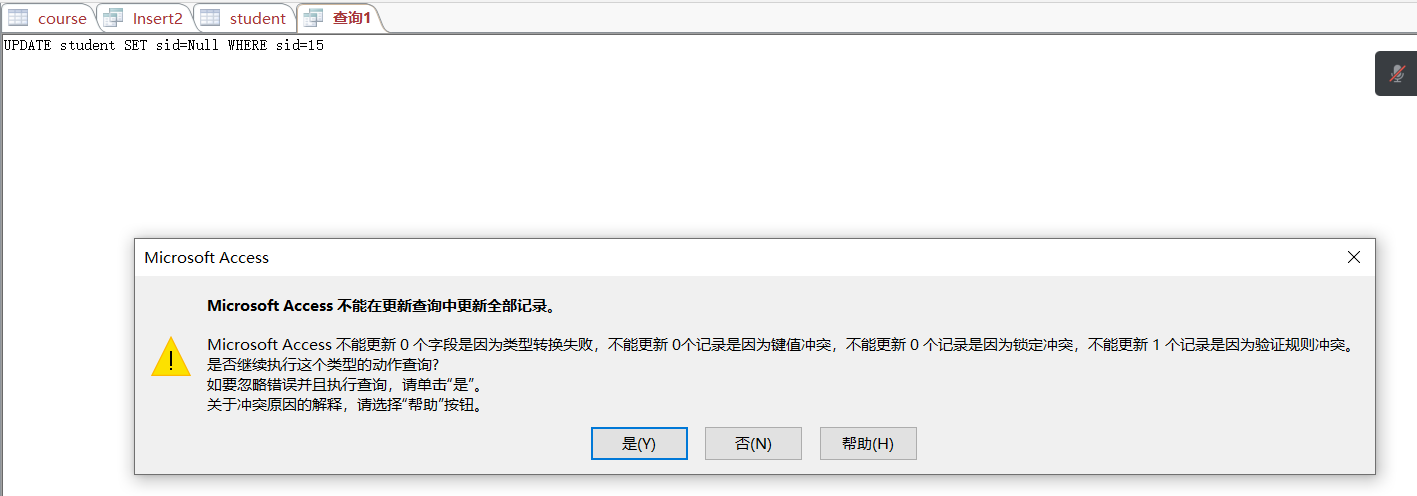 course Insert2 student 查询1
UPDATE student SET sid=Null WHERE sid=15
Microsoft Access
Microsoft Access 不能在更新查询中更新全部记录。
Microsoft Access 不能更新 0 个字段是因为类型转换失败，不能更新 0个记录是因为键值冲突，不能更新 0 个记录是因为锁定冲突，不能更新 1 个记录是因为验证规则冲突。
是否继续执行这个类型的动作查询?
如要忽略错误并且执行查询，请单击“是”。
关于冲突原因的解释，请选择“帮助”按钮。
是(Y) 否(N) 帮助(H)